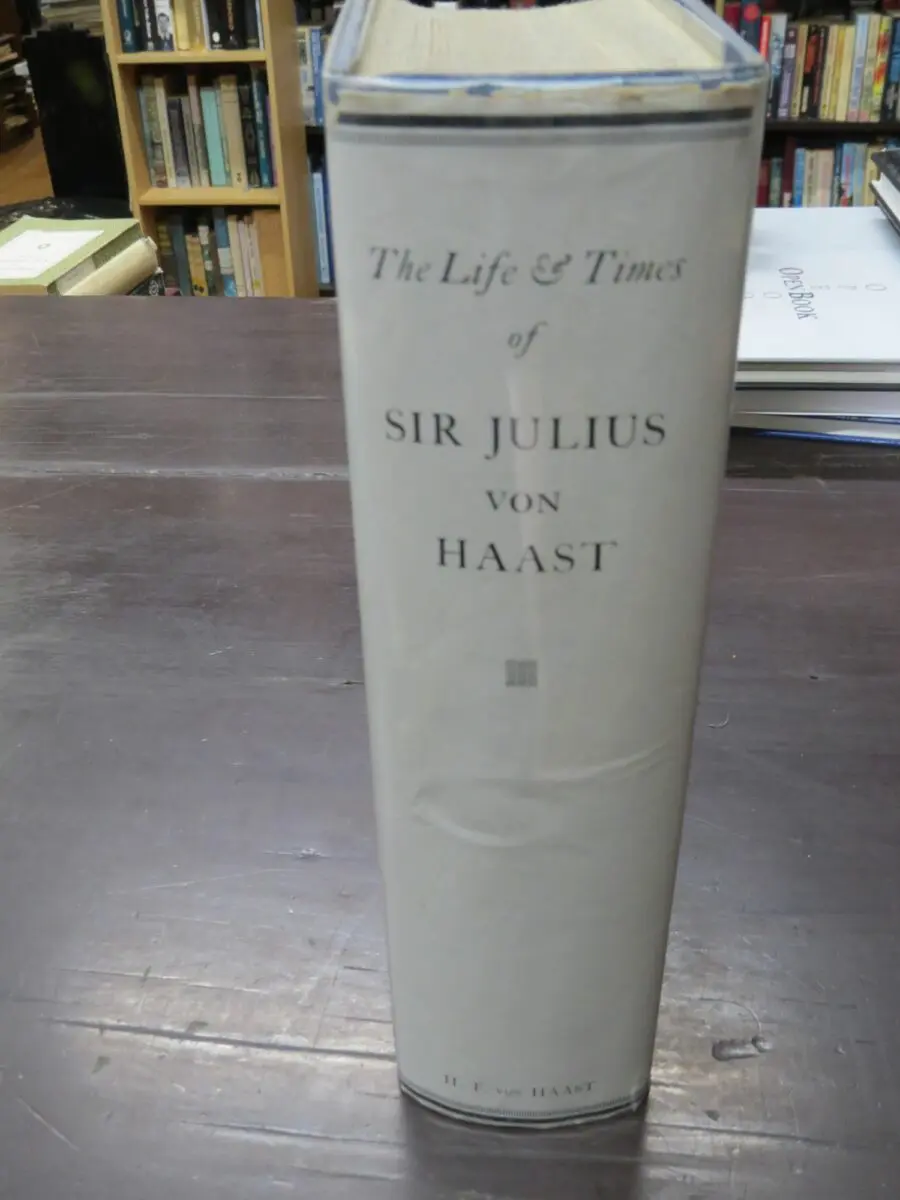 The Life & Times
of
SIR JULIUS
VON
HAAST
H. F. von HAAST
OPEN BOOK